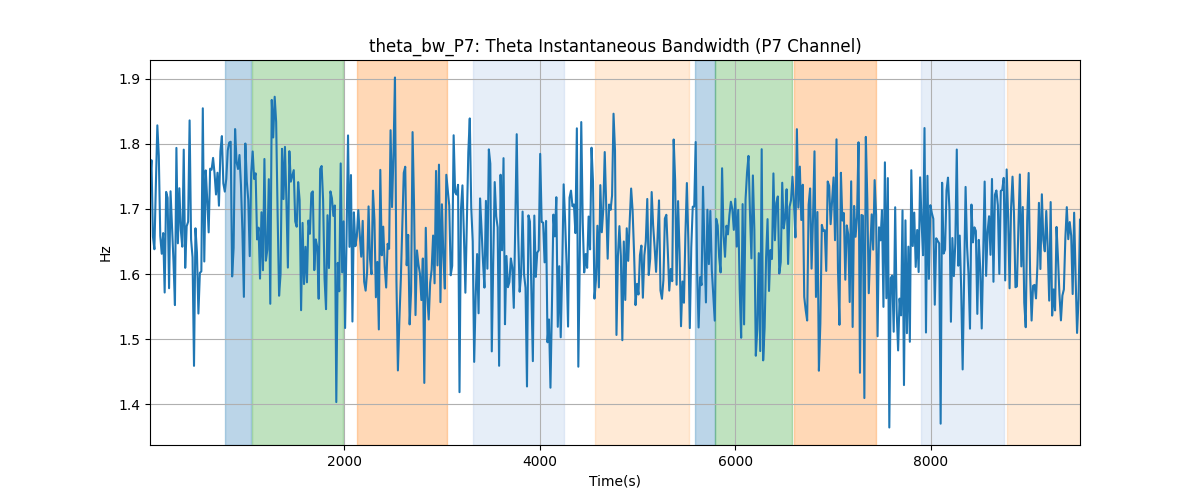 theta_bw_P7: Theta Instantaneous Bandwidth (P7 Channel)
1.9
1.8
1.7
1.6
1.5
1.4
Hz
2000 4000 6000 8000
Time(s)